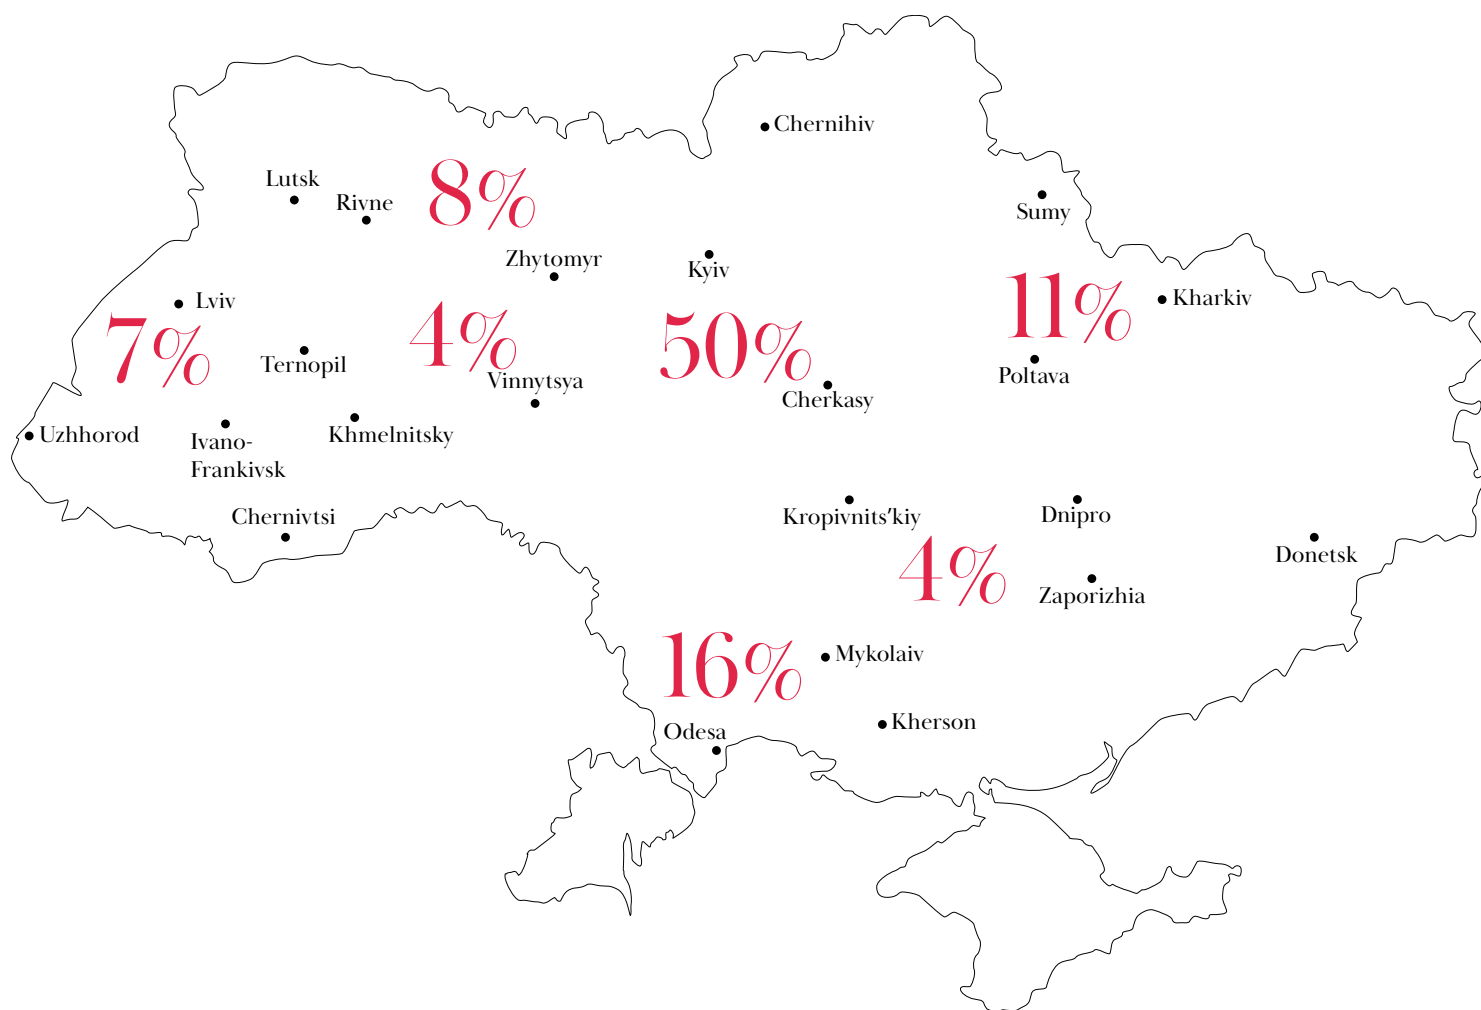 Chernihiv
Lutsk
Rivne
8%
Sumy
Zhytomyr
Kyiv
Lviv
Kharkiv
7%
4%
50%
11%
Ternopil
Vinnytsya
Cherkasy
Poltava
Uzhhorod
Ivano-
Frankivsk
Khmelnitsky
Chernivtsi
Kropivnits'kiy
Dnipro
Donetsk
4%
Zaporizhia
16%
Mykolaiv
Kherson
Odesa